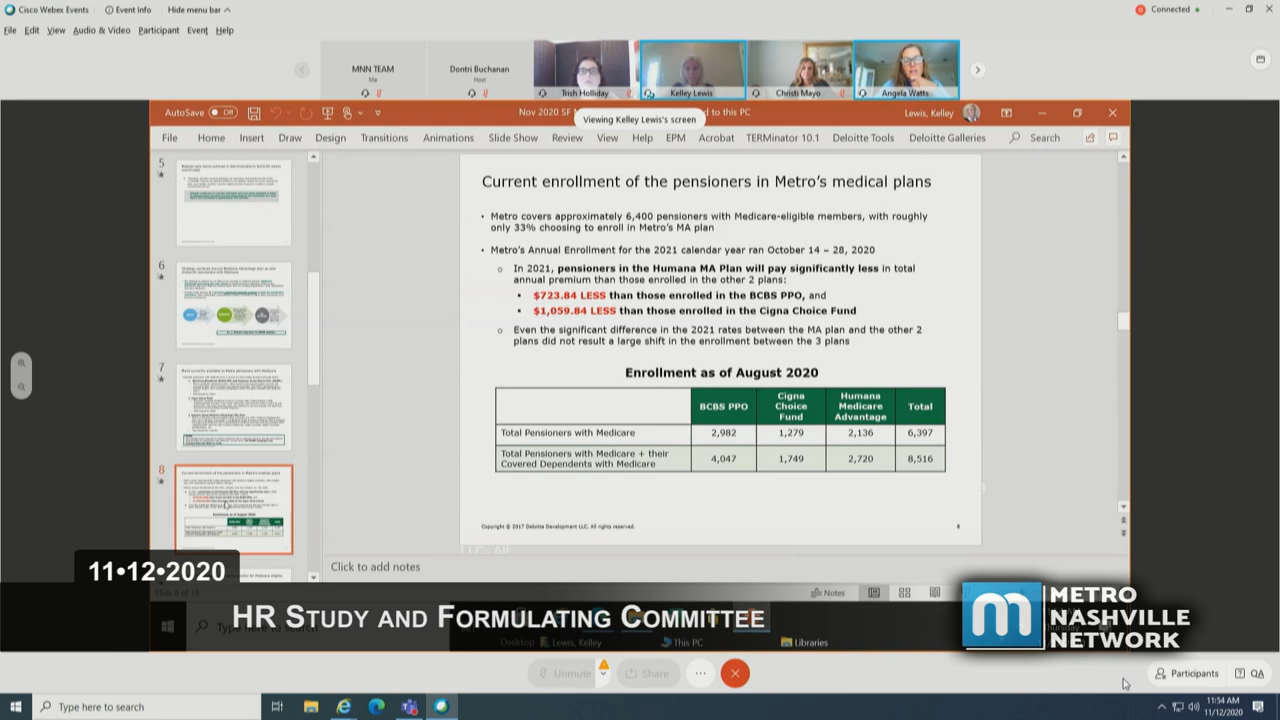 Cisco Webex Events Event Info Hide menu bar Connected
File Edit View Audio & Video Participant Event Help
MNN TEAM
Me
Dontri Buchanan
Host
Trish Holliday
Kelley Lewis
Christi Mayo
Angela Watts
AutoSave Off
Nov 2020 SF
d to this PC
Viewing Kelley Lewis's screen
Lewis, Kelley
File Home Insert Draw Design Transitions Animations Slide Show Review View Help EPM Acrobat TERMinator 10.1 Deloitte Tools Deloitte Galleries Search
5
6
7
8
Current enrollment of the pensioners in Metro's medical plans
• Metro covers approximately 6,400 pensioners with Medicare-eligible members, with roughly
only 33% choosing to enroll in Metro's MA plan
• Metro's Annual Enrollment for the 2021 calendar year ran October 14 – 28, 2020
o In 2021, pensioners in the Humana MA Plan will pay significantly less in total
annual premium than those enrolled in the other 2 plans:
▪ $723.84 LESS than those enrolled in the BCBS PPO, and
▪ $1,059.84 LESS than those enrolled in the Cigna Choice Fund
o Even the significant difference in the 2021 rates between the MA plan and the other 2
plans did not result a large shift in the enrollment between the 3 plans
Enrollment as of August 2020
BCBS PPO Cigna Choice Fund Humana Medicare Advantage Total
Total Pensioners with Medicare 2,982 1,279 2,136 6,397
Total Pensioners with Medicare + their
Covered Dependents with Medicare 4,047 1,749 2,720 8,516
Copyright © 2017 Deloitte Development LLC. All rights reserved. 8
Click to add notes
Notes
11•12•2020
HR STUDY AND FORMULATING COMMITTEE
METRO
NASHVILLE
NETWORK
Desktop Lewis, Kelley This PC Libraries
Unmute Share
Participants Q&A
Type here to search
11:54 AM
11/12/2020